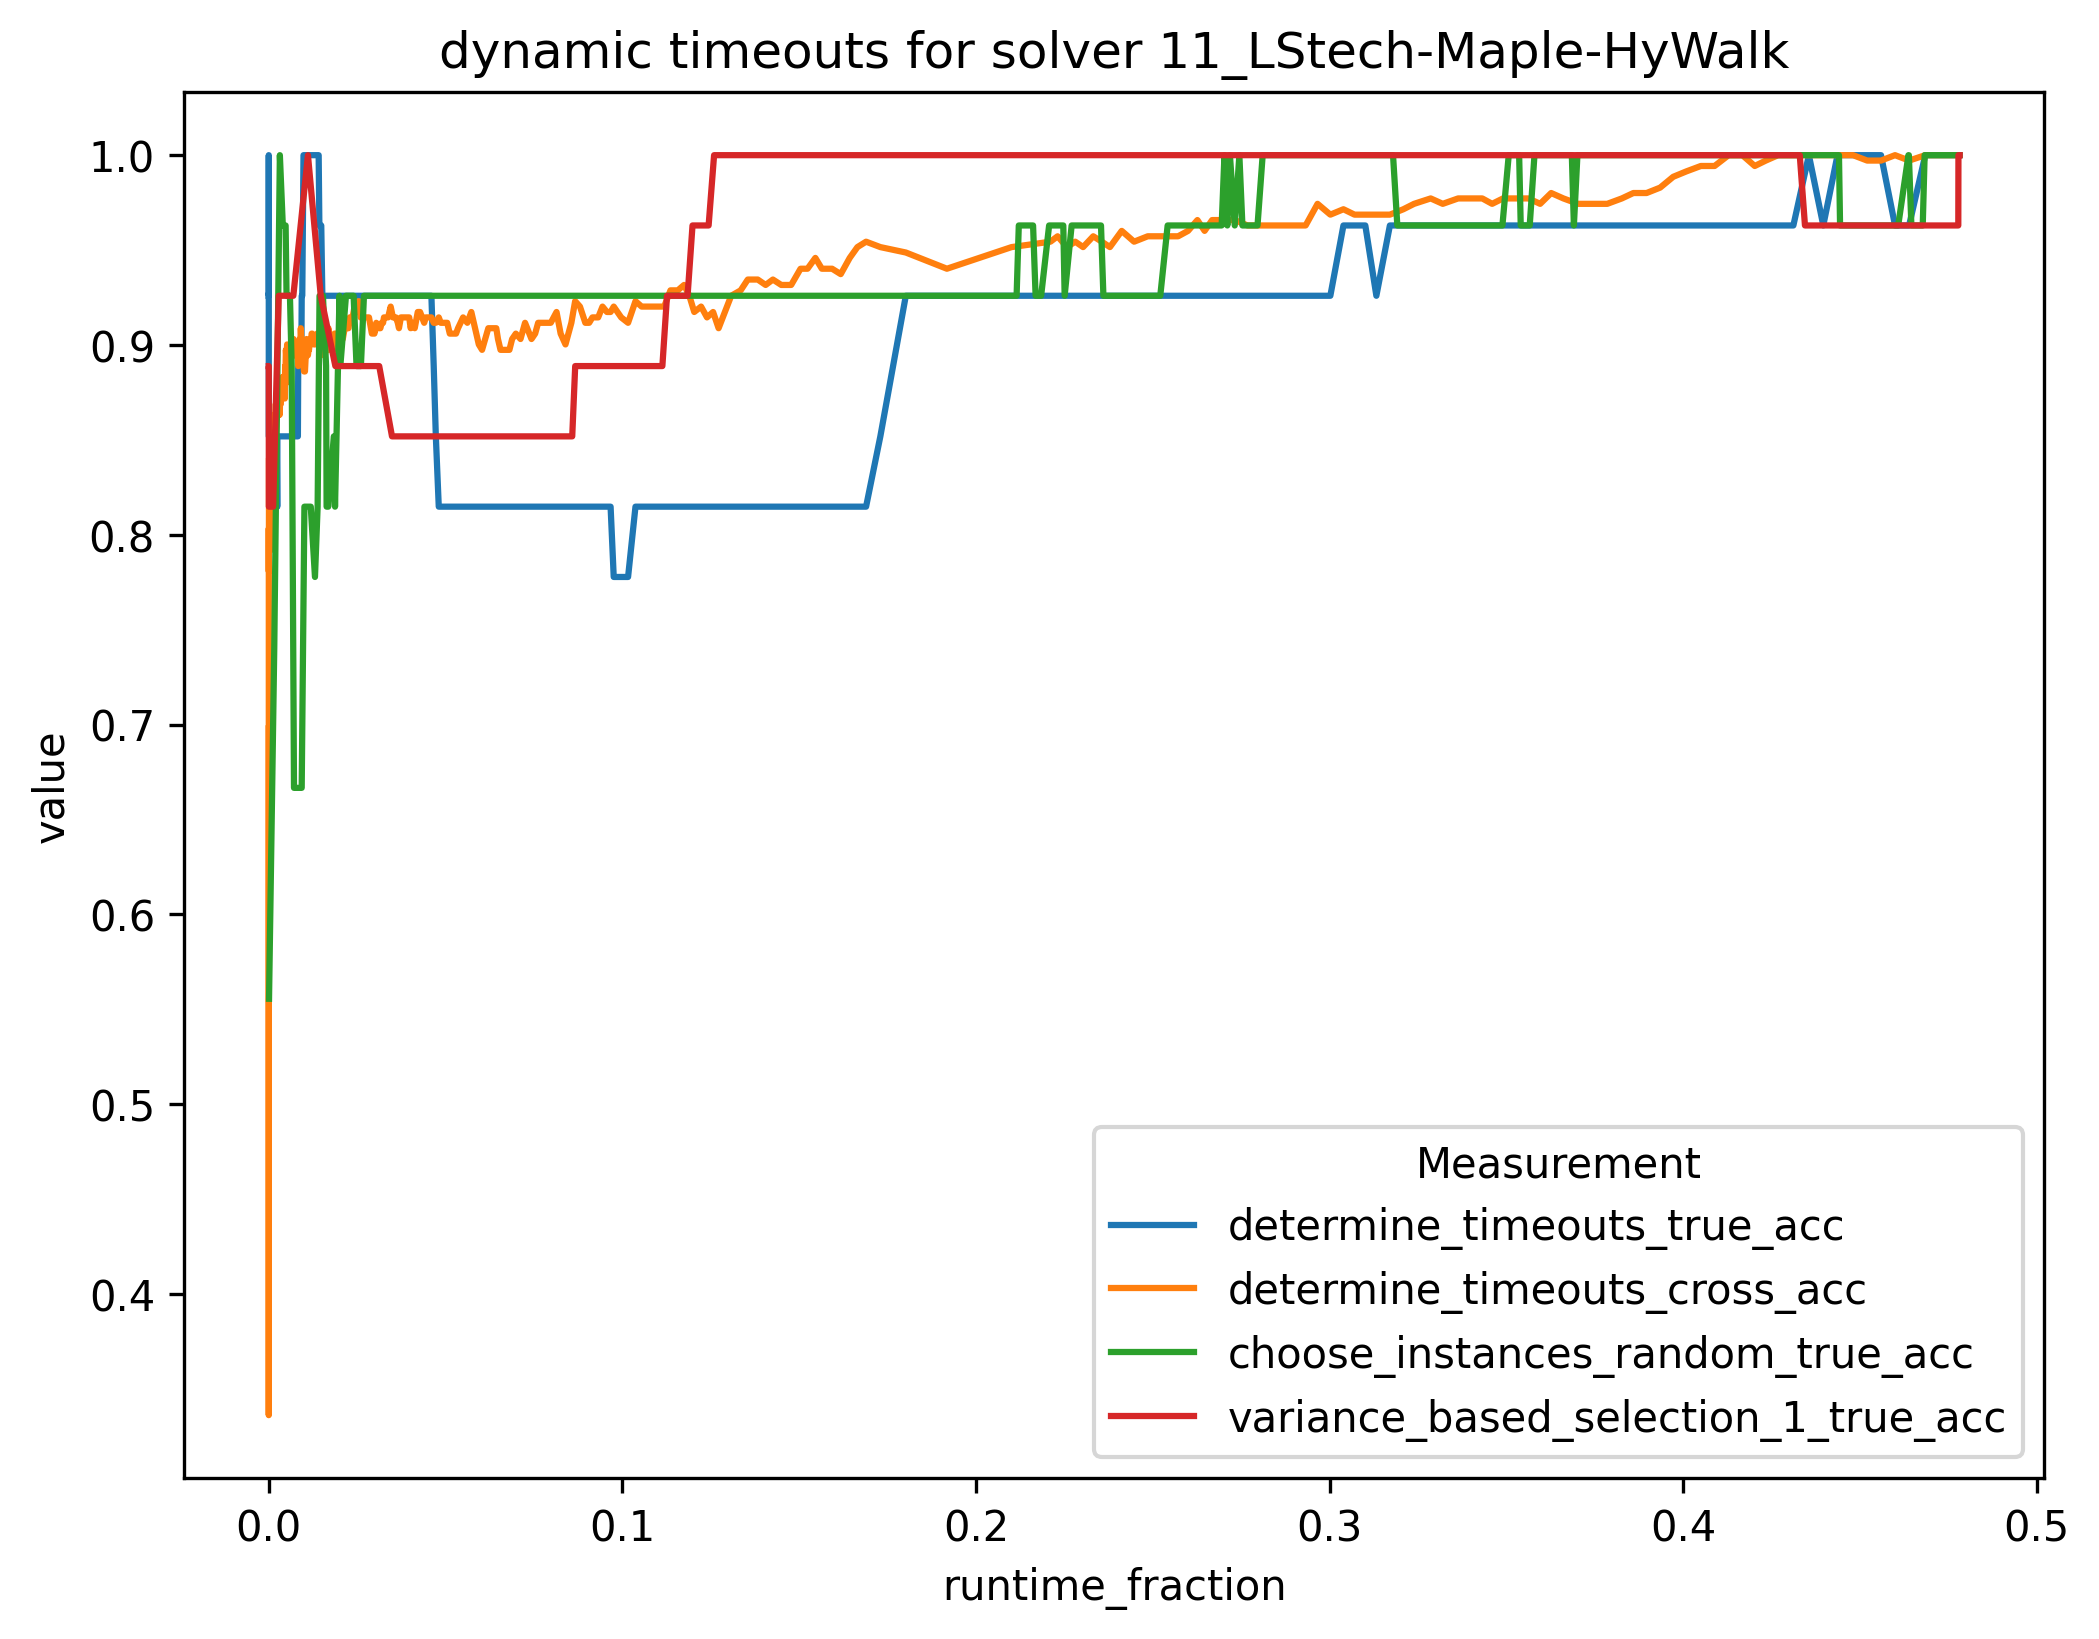 dynamic timeouts for solver 11_LStech-Maple-HyWalk
1.0
0.9
0.8
0.7
0.6
0.5
0.4
value
0.0 0.1 0.2 0.3 0.4 0.5
runtime_fraction
Measurement
determine_timeouts_true_acc
determine_timeouts_cross_acc
choose_instances_random_true_acc
variance_based_selection_1_true_acc